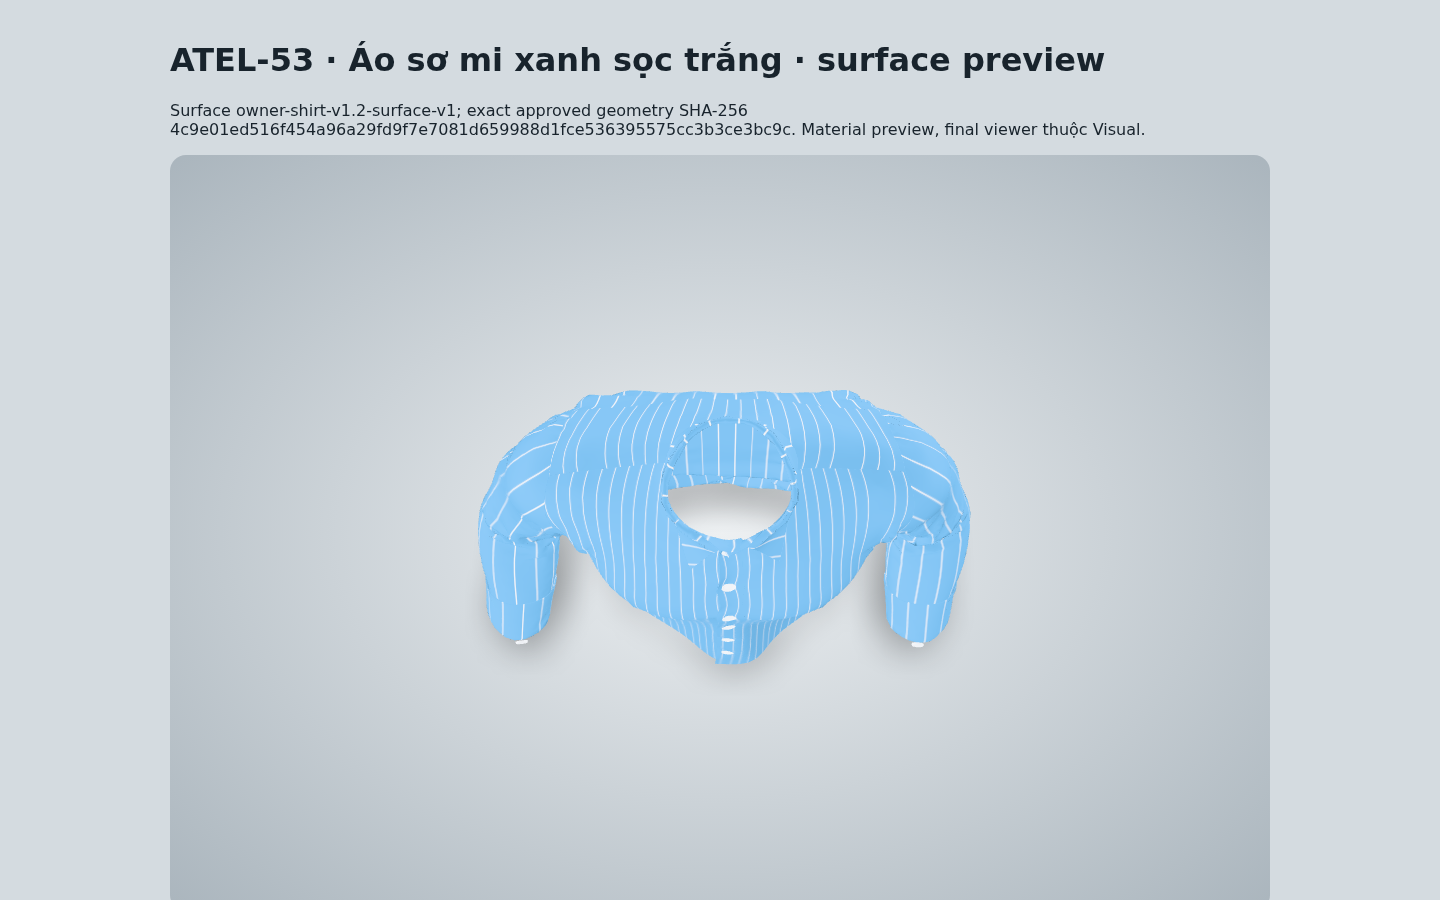 ATEL-53 · Áo sơ mi xanh sọc trắng · surface preview
Surface owner-shirt-v1.2-surface-v1; exact approved geometry SHA-256
4c9e01ed516f454a96a29fd9f7e7081d659988d1fce536395575cc3b3ce3bc9c. Material preview, final viewer thuộc Visual.